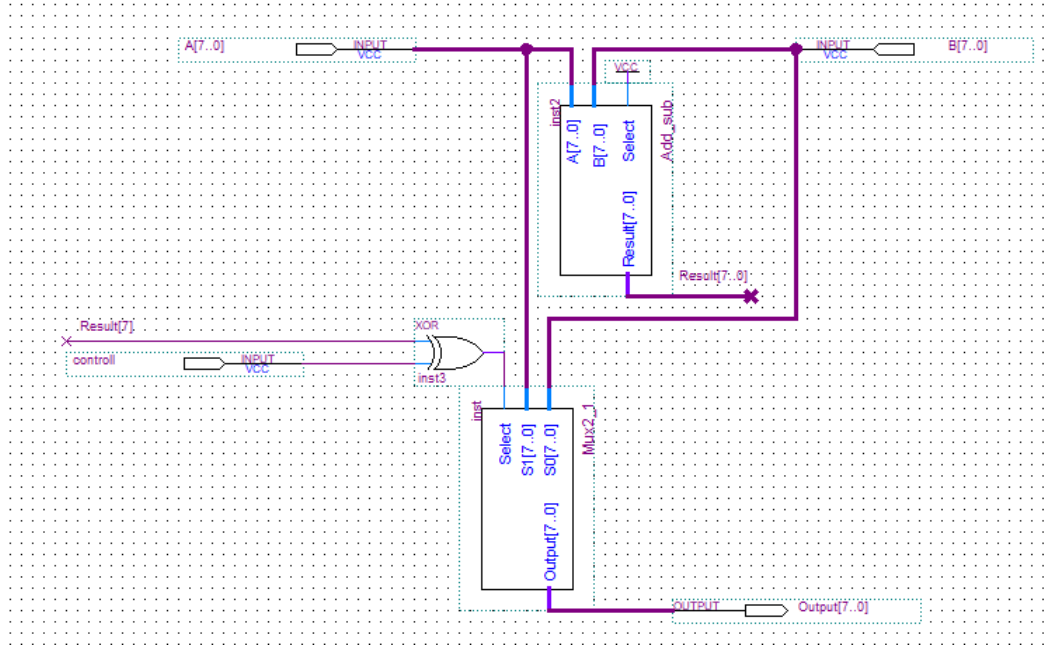 A[7..0]
INPUT
VCC
INPUT
VCC
B[7..0]
VCC
inst2
Add_sub
A[7..0]
B[7..0]
Select
Result[7..0]
Result[7..0]
Result[7]
XOR
controll
INPUT
VCC
inst3
inst
Mux2_1
Select
S1[7..0]
S0[7..0]
Output[7..0]
OUTPUT
Output[7..0]